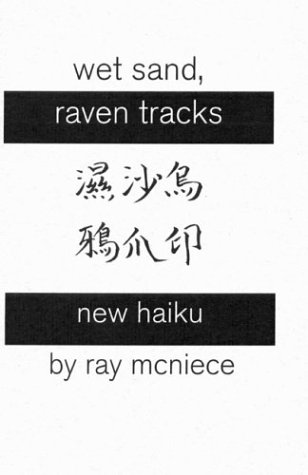 wet sand,
raven tracks
濕沙烏
鴉爪印
new haiku
by ray mcniece